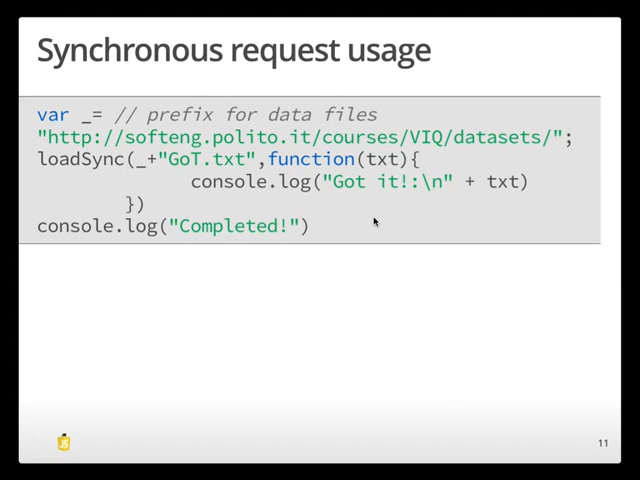 Synchronous request usage
var _= // prefix for data files
"http://softeng.polito.it/courses/VIQ/datasets/";
loadSync(_+"GoT.txt",function(txt){
console.log("Got it!:\n" + txt)
})
console.log("Completed!")
JS
11